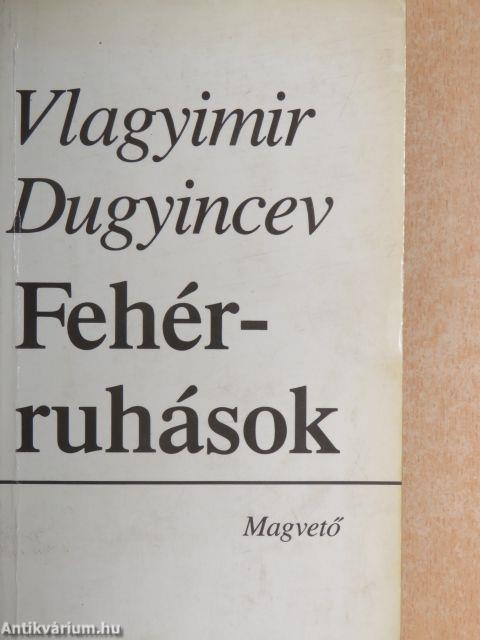 Vlagyimir
Dugyincev
Fehér-
ruhások
Magvető
Antikvárium.hu